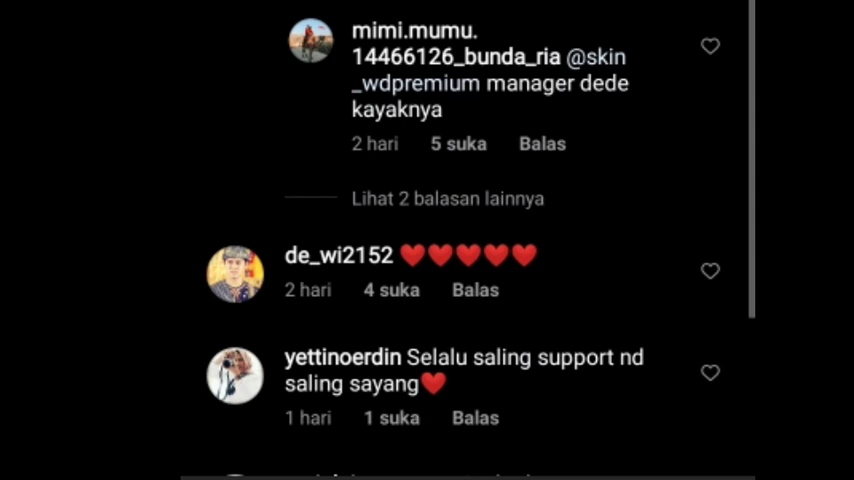 mimi.mumu.
14466126_bunda_ria @skin
_wdpremium manager dede
kayaknya
2 hari 5 suka Balas
Lihat 2 balasan lainnya
de_wi2152 ❤️❤️❤️❤️❤️
2 hari 4 suka Balas
yettinoerdin Selalu saling support nd
saling sayang❤️
1 hari 1 suka Balas